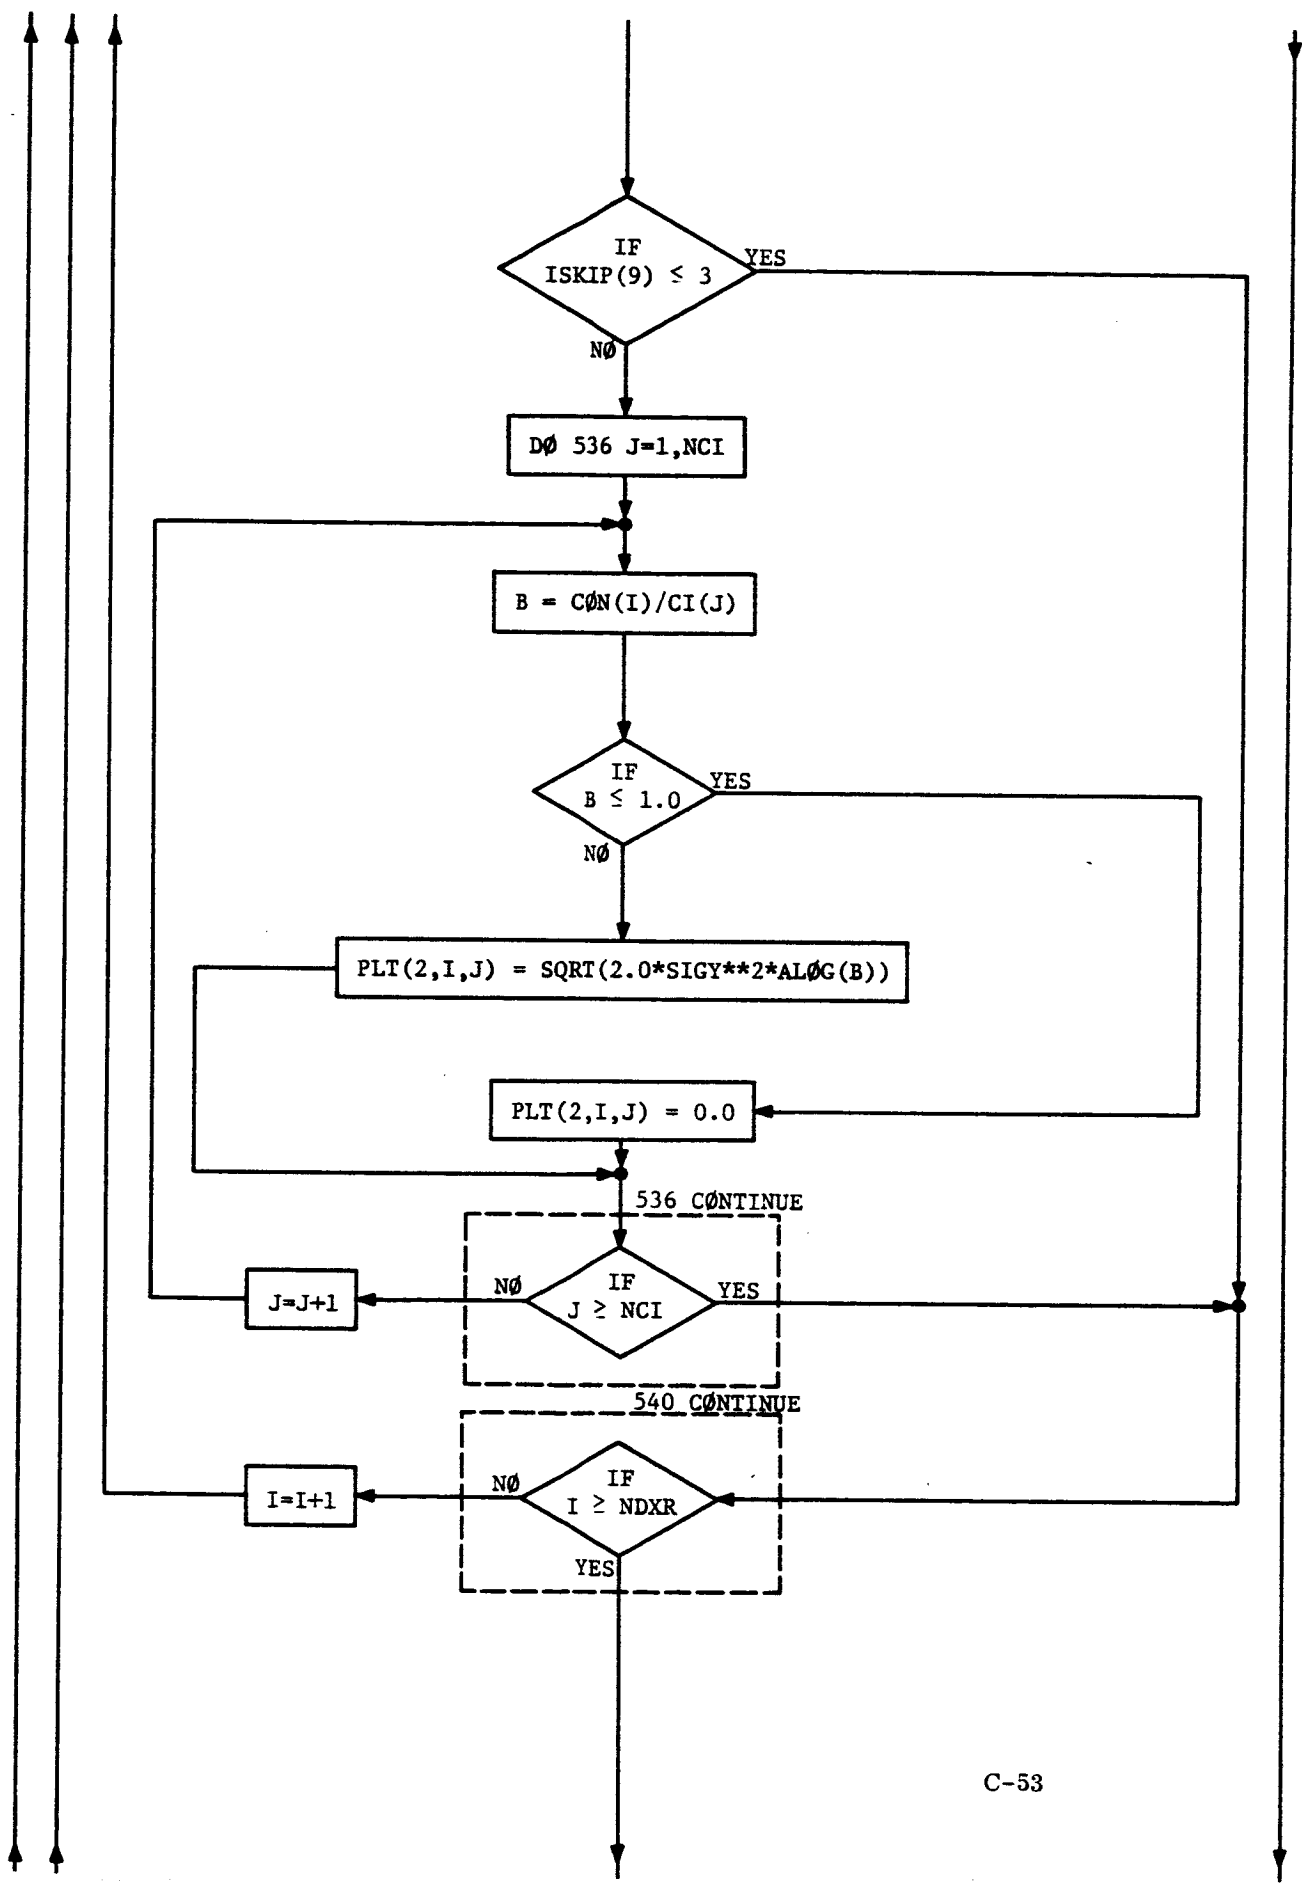 IF
ISKIP(9) ≤ 3
YES
NØ
DØ 536 J=1,NCI
B = CØN(I)/CI(J)
IF
B ≤ 1.0
YES
NØ
PLT(2,I,J) = SQRT(2.0*SIGY**2*ALØG(B))
PLT(2,I,J) = 0.0
536 CØNTINUE
J=J+1
NØ
IF
J ≥ NCI
YES
540 CØNTINUE
I=I+1
NØ
IF
I ≥ NDXR
YES
C-53